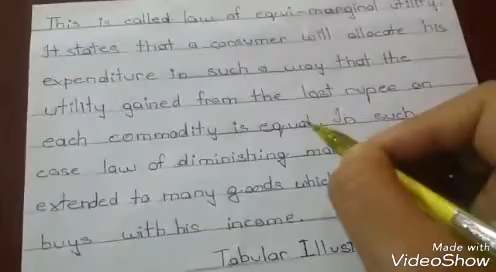 This is called law of equi-marginal utility.
It states that a consumer will allocate his
expenditure in such a way that the
utility gained from the last rupee on
each commodity is equal. In such
case law of diminishing
extended to many goods
buys with his income.
Tabular
Made with
VideoShow